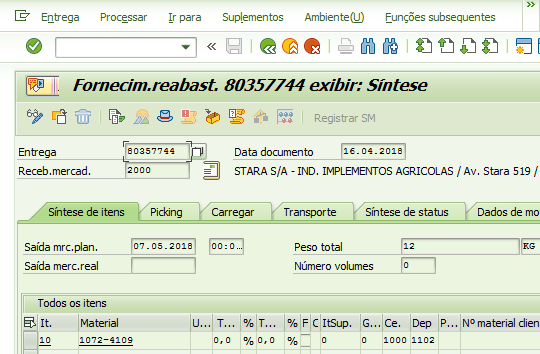 Entrega Processar Ir para Suplementos Ambiente(U) Funções subsequentes
Fornecim.reabast. 80357744 exibir: Síntese
Registrar SM
Entrega 80357744 Data documento 16.04.2018
Receb.mercad. 2000 STARA S/A - IND. IMPLEMENTOS AGRICOLAS / Av. Stara 519 /
Síntese de itens Picking Carregar Transporte Síntese de status Dados de mo
Saída mrc.plan. 07.05.2018 00:0... Peso total 12 KG
Saída merc.real Número volumes 0
Todos os itens
It. Material U... T... % T... % F C ItSup. G... Ce. Dep P... Nº material clien
10 1072-4109 0,0 % 0,0 % 0 0 1000 1102